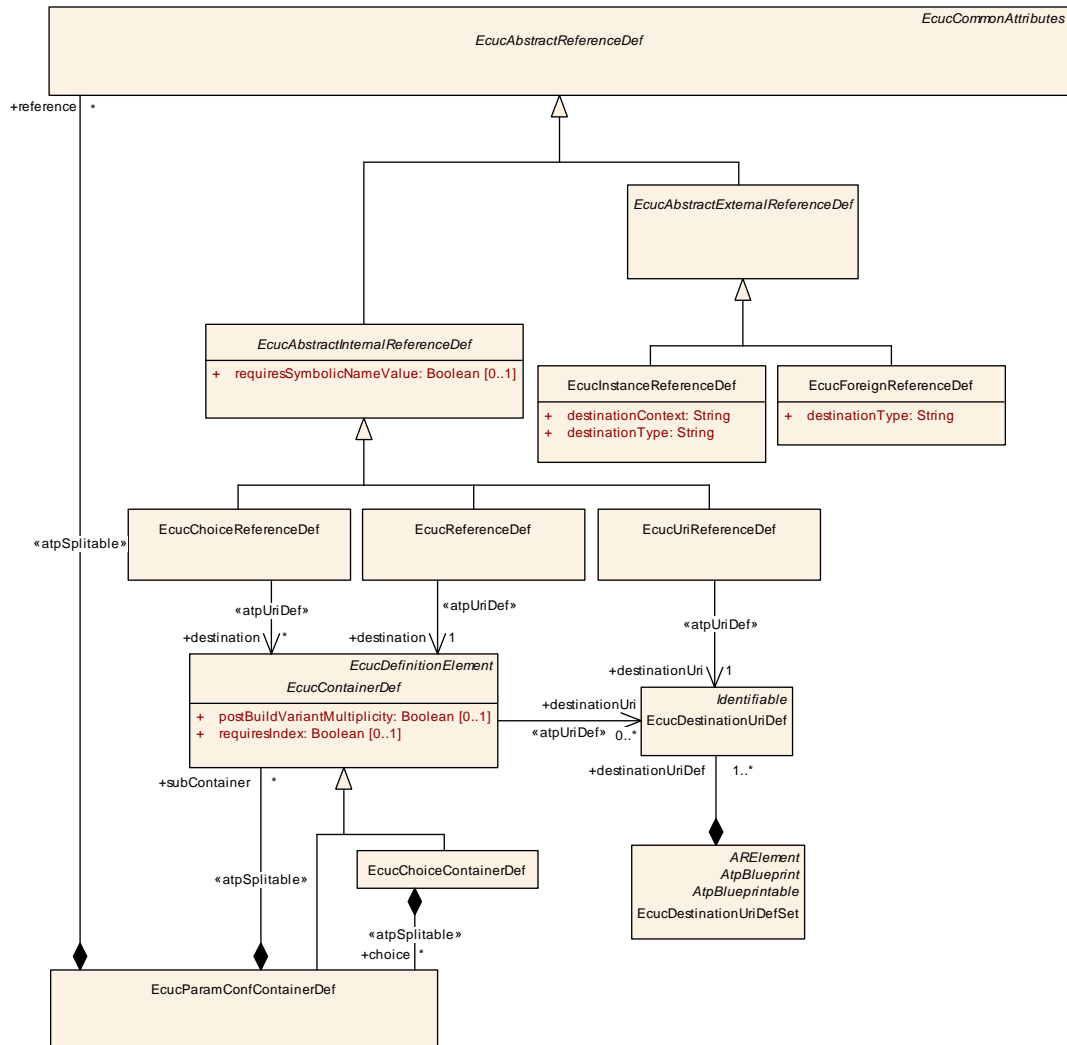 EcucCommonAttributes
EcucAbstractReferenceDef
+reference *
EcucAbstractExternalReferenceDef
EcucAbstractInternalReferenceDef
+ requiresSymbolicNameValue: Boolean [0..1]
EcucInstanceReferenceDef
+ destinationContext: String
+ destinationType: String
EcucForeignReferenceDef
+ destinationType: String
EcucChoiceReferenceDef
EcucReferenceDef
EcucUriReferenceDef
«atpSplitable»
«atpUriDef»
+destination *
«atpUriDef»
+destination 1
«atpUriDef»
+destinationUri 1
EcucDefinitionElement
EcucContainerDef
+ postBuildVariantMultiplicity: Boolean [0..1]
+ requiresIndex: Boolean [0..1]
+destinationUri
«atpUriDef» 0..*
Identifiable
EcucDestinationUriDef
+destinationUriDef 1..*
+subContainer *
«atpSplitable»
EcucChoiceContainerDef
«atpSplitable»
+choice *
ARElement
AtpBlueprint
AtpBlueprintable
EcucDestinationUriDefSet
EcucParamConfContainerDef